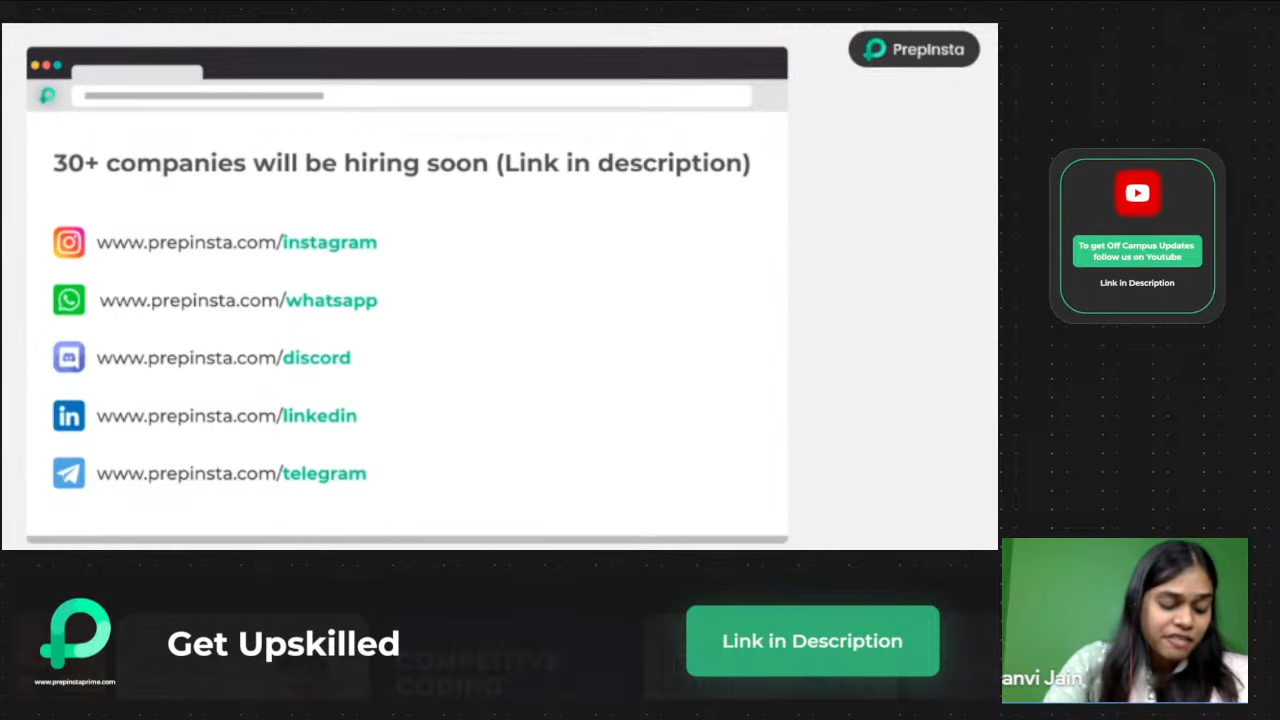 PrepInsta
30+ companies will be hiring soon (Link in description)
www.prepinsta.com/instagram
www.prepinsta.com/whatsapp
www.prepinsta.com/discord
www.prepinsta.com/linkedin
www.prepinsta.com/telegram
To get Off Campus Updates
follow us on Youtube
Link in Description
anvi Jain
Get Upskilled
Link in Description
www.prepinstaprime.com
COMPETITIVE
CODING